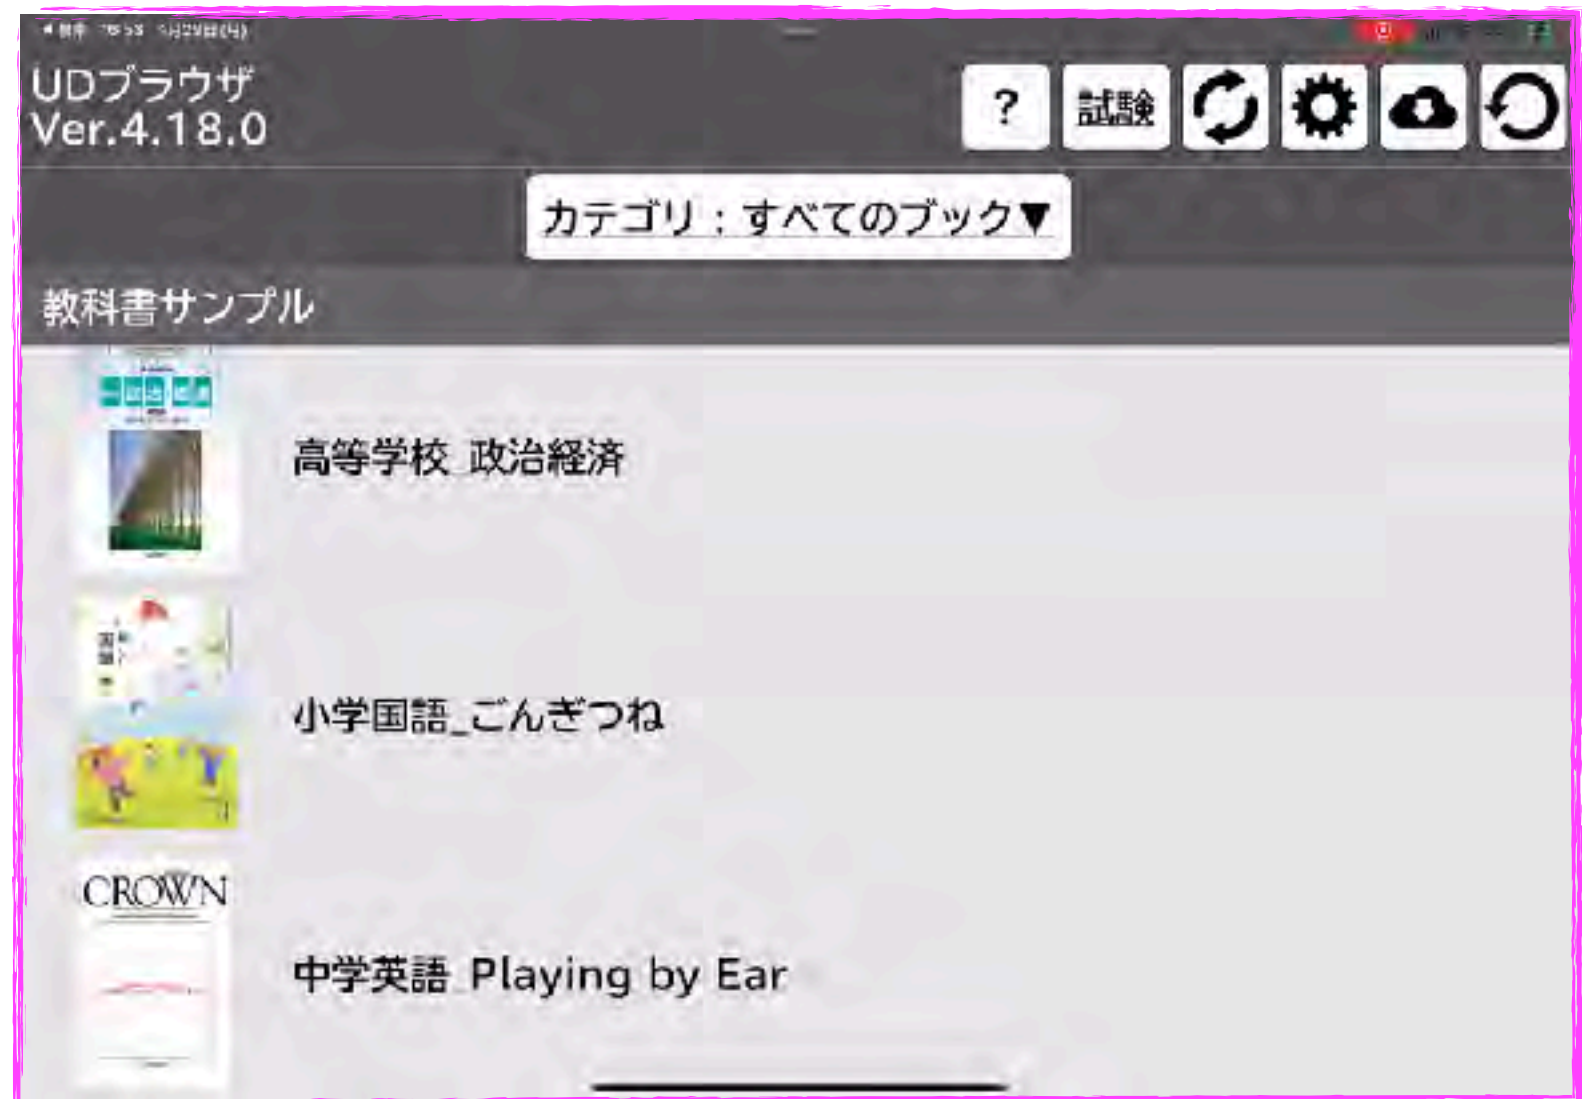 UDブラウザ
Ver.4.18.0
?
試験
カテゴリ：すべてのブック▼
教科書サンプル
高等学校_政治経済
国語
小学国語_ごんぎつね
CROWN
中学英語_Playing by Ear